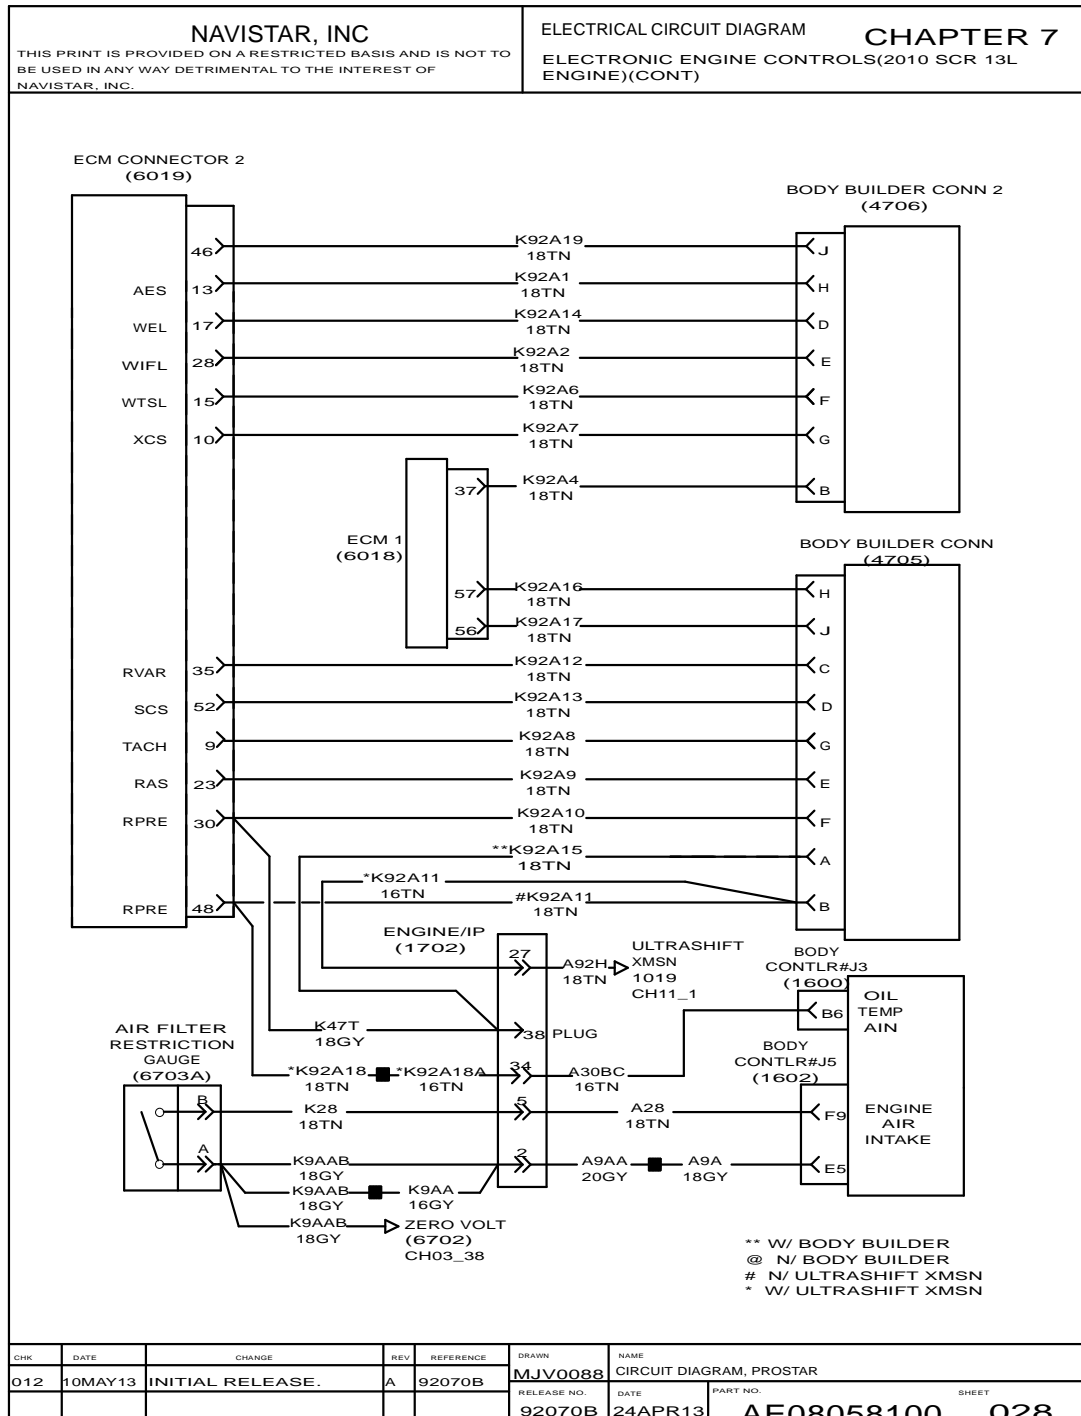 NAVISTAR, INC
THIS PRINT IS PROVIDED ON A RESTRICTED BASIS AND IS NOT TO
BE USED IN ANY WAY DETRIMENTAL TO THE INTEREST OF
NAVISTAR, INC.
ELECTRICAL CIRCUIT DIAGRAM
CHAPTER 7
ELECTRONIC ENGINE CONTROLS(2010 SCR 13L
ENGINE)(CONT)
ECM CONNECTOR 2
(6019)
BODY BUILDER CONN 2
(4706)
46
K92A19
18TN
J
AES
13
K92A1
18TN
H
WEL
17
K92A14
18TN
D
WIFL
28
K92A2
18TN
E
WTSL
15
K92A6
18TN
F
XCS
10
K92A7
18TN
G
37
K92A4
18TN
B
ECM 1
(6018)
BODY BUILDER CONN
(4705)
57
K92A16
18TN
H
56
K92A17
18TN
J
RVAR
35
K92A12
18TN
C
SCS
52
K92A13
18TN
D
TACH
9
K92A8
18TN
G
RAS
23
K92A9
18TN
E
RPRE
30
K92A10
18TN
F
**K92A15
18TN
A
*K92A11
16TN
RPRE
48
#K92A11
18TN
B
ENGINE/IP
(1702)
27
A92H
18TN
ULTRASHIFT
XMSN
1019
CH11_1
BODY
CONTLR#J3
(1600)
B6
OIL
TEMP
AIN
K47T
18GY
38 PLUG
AIR FILTER
RESTRICTION
GAUGE
(6703A)
BODY
CONTLR#J5
(1602)
*K92A18
18TN
*K92A18A
16TN
34
A30BC
16TN
B
K28
18TN
5
A28
18TN
F9
ENGINE
AIR
INTAKE
A
K9AAB
18GY
2
A9AA
20GY
A9A
18GY
E5
K9AAB
18GY
K9AA
16GY
K9AAB
18GY
ZERO VOLT
(6702)
CH03_38
** W/ BODY BUILDER
@ N/ BODY BUILDER
# N/ ULTRASHIFT XMSN
* W/ ULTRASHIFT XMSN
CHK
DATE
CHANGE
REV
REFERENCE
DRAWN
NAME
012
10MAY13
INITIAL RELEASE.
A
92070B
MJV0088
CIRCUIT DIAGRAM, PROSTAR
RELEASE NO.
DATE
PART NO.
SHEET
92070B
24APR13
AE08058100
028